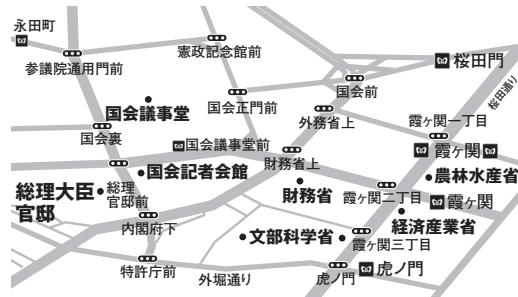 永田町
憲政記念館前
参議院通用門前
桜田門
国会前
桜田通り
国会議事堂
国会正門前
外務省上
霞ヶ関一丁目
国会裏
国会議事堂前
霞ヶ関
財務省上
国会記者会館
農林水産省
総理大臣
官邸
総理
官邸前
財務省
霞ヶ関二丁目
霞ヶ関
経済産業省
内閣府下
文部科学省
霞ヶ関三丁目
特許庁前
外堀通り
虎ノ門
虎ノ門